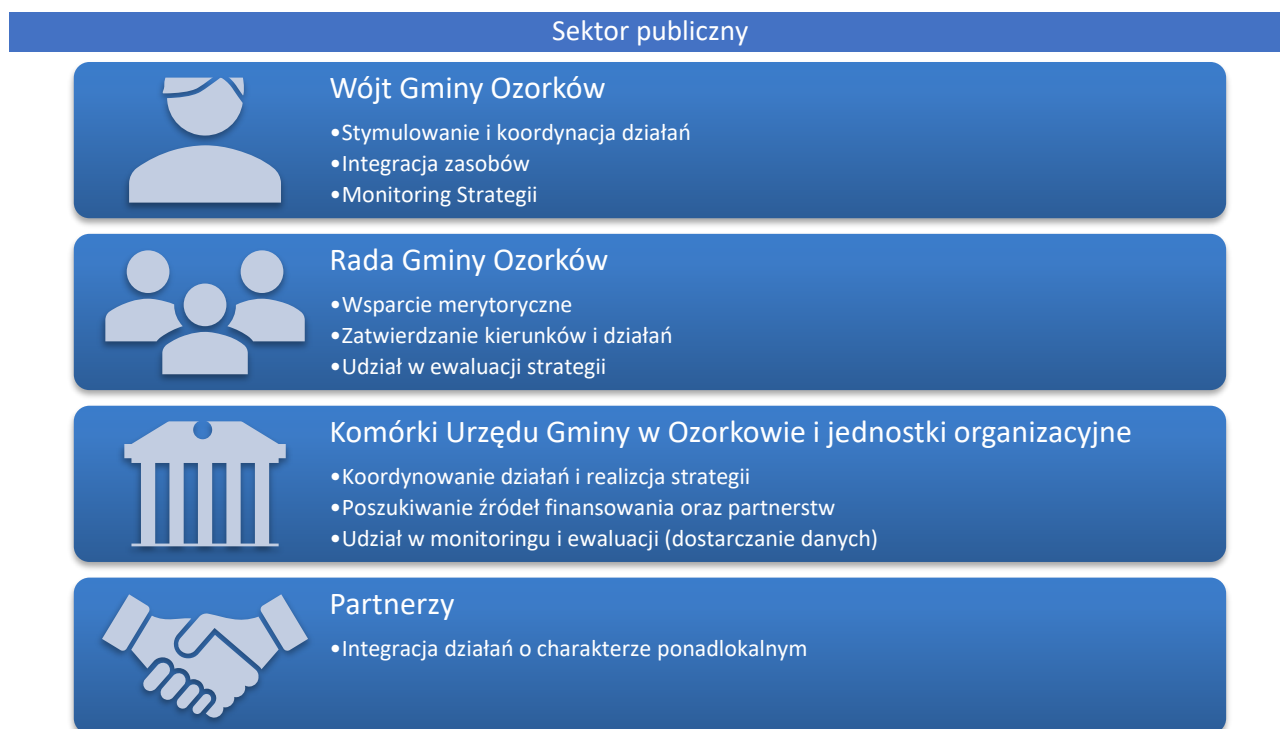 Sektor publiczny
Wójt Gminy Ozorków
•Stymulowanie i koordynacja działań
•Integracja zasobów
•Monitoring Strategii
Rada Gminy Ozorków
•Wsparcie merytoryczne
•Zatwierdzanie kierunków i działań
•Udział w ewaluacji strategii
Komórki Urzędu Gminy w Ozorkowie i jednostki organizacyjne
•Koordynowanie działań i realizcja strategii
•Poszukiwanie źródeł finansowania oraz partnerstw
•Udział w monitoringu i ewaluacji (dostarczanie danych)
Partnerzy
•Integracja działań o charakterze ponadlokalnym